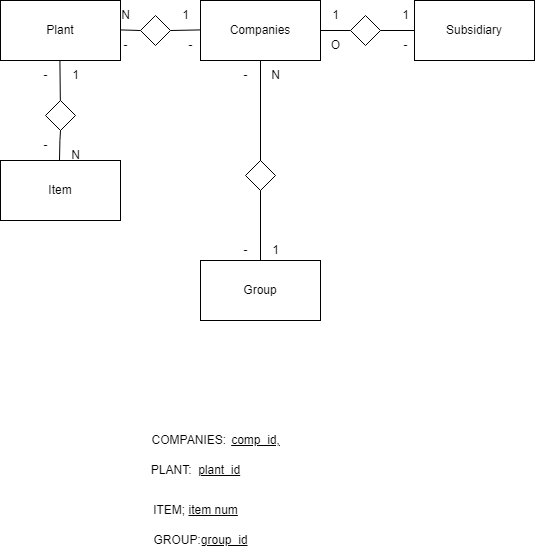 Plant
N
1
-
-
Companies
1
1
O
-
Subsidiary
- 1
- N
-
N
Item
- 1
Group
COMPANIES: comp_id,
PLANT: plant_id
ITEM; item num
GROUP:group_id